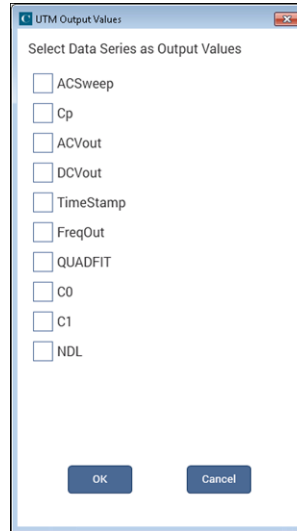 UTM Output Values
Select Data Series as Output Values
ACSweep
Cp
ACVout
DCVout
TimeStamp
FreqOut
QUADFIT
C0
C1
NDL
OK Cancel